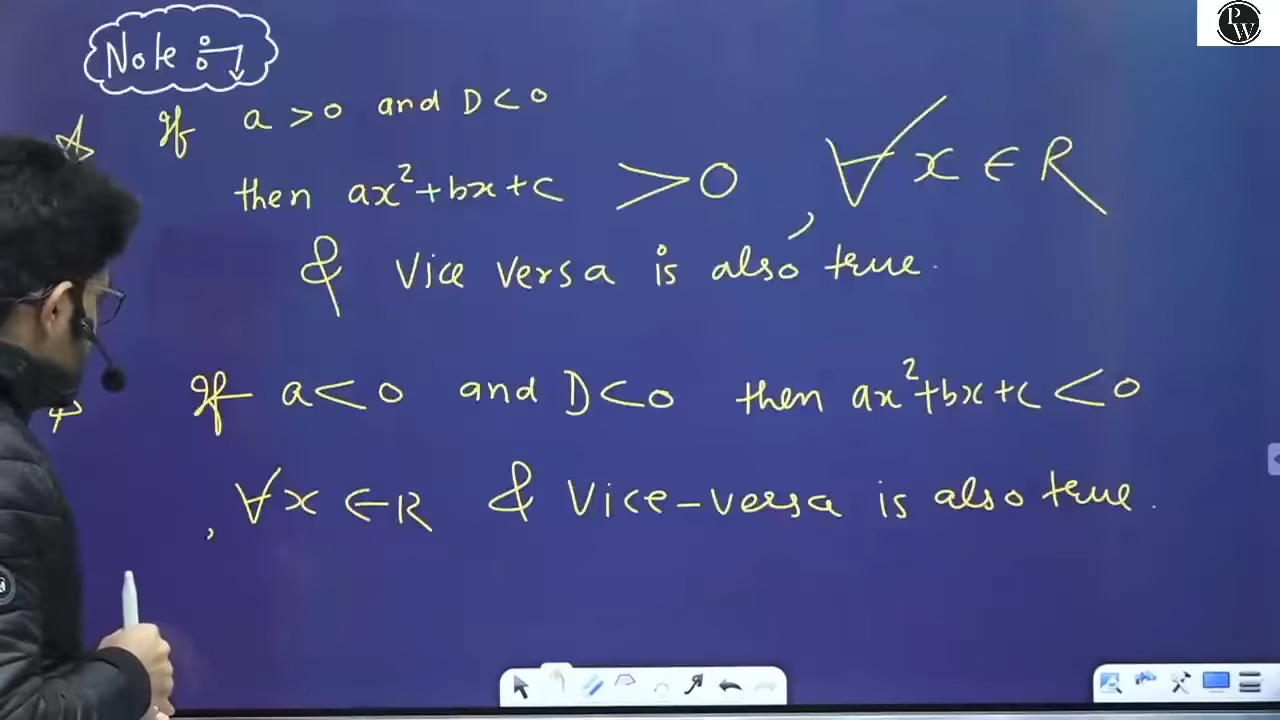 Note :
If a > 0 and D < 0
then ax²+bx+c > 0 , ∀ x ∈ R
& Vice versa is also true.
If a < 0 and D < 0 then ax²+bx+c < 0
, ∀x ∈ R & Vice-versa is also true.
PW